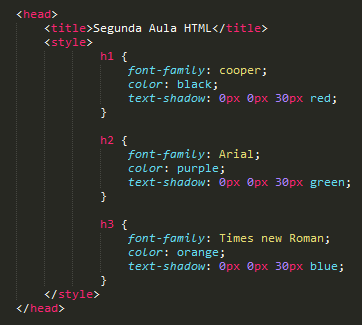 <head>
<title>Segunda Aula HTML</title>
<style>
h1 {
font-family: cooper;
color: black;
text-shadow: 0px 0px 30px red;
}
h2 {
font-family: Arial;
color: purple;
text-shadow: 0px 0px 30px green;
}
h3 {
font-family: Times new Roman;
color: orange;
text-shadow: 0px 0px 30px blue;
}
</style>
</head>